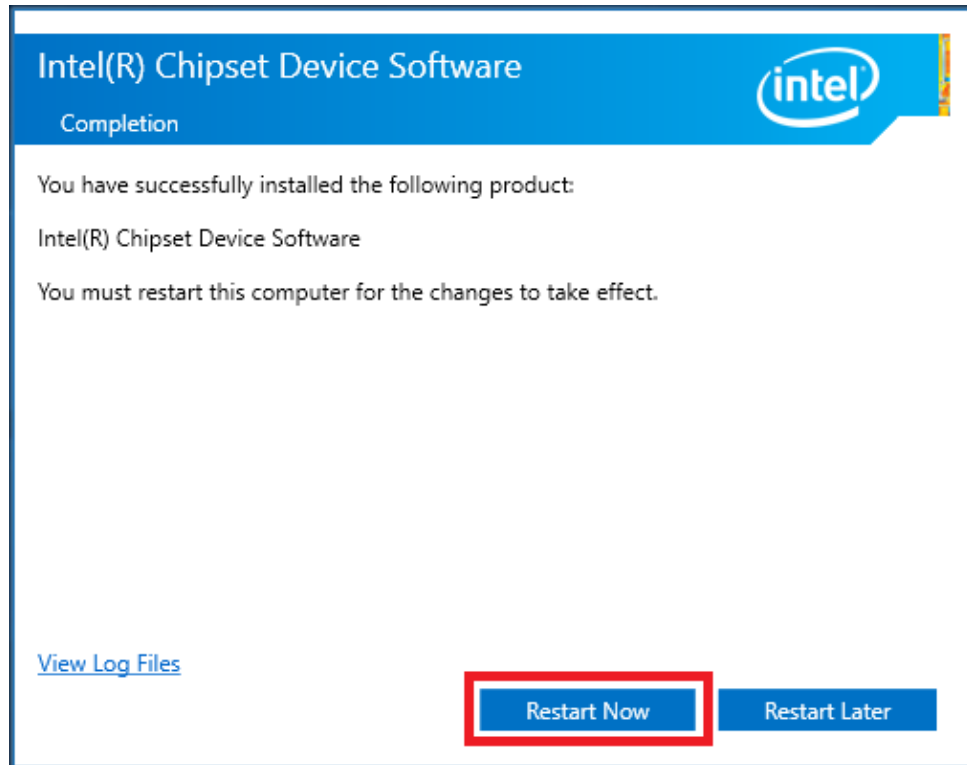 Intel(R) Chipset Device Software
intel
Completion
You have successfully installed the following product:
Intel(R) Chipset Device Software
You must restart this computer for the changes to take effect.
View Log Files
Restart Now
Restart Later